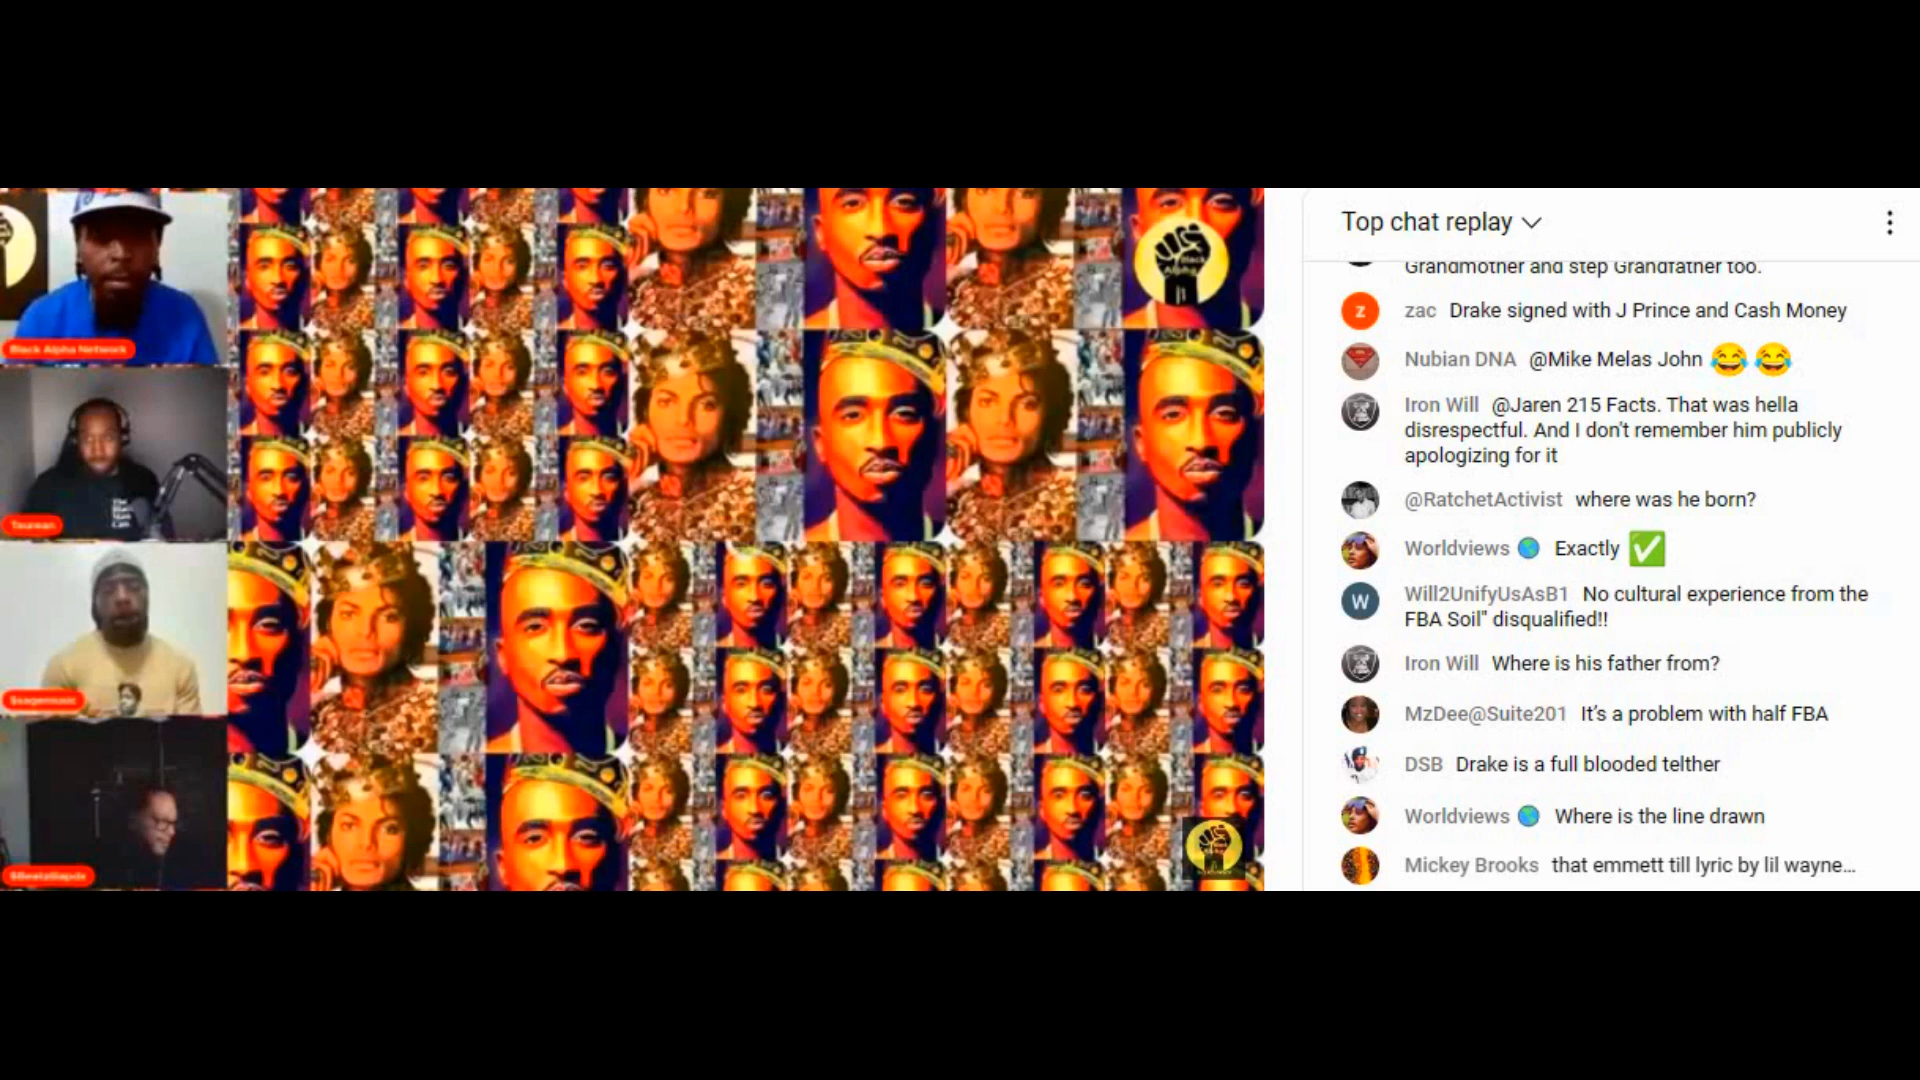 Black Alpha Network
Taurean
Black
Alpha
Top chat replay
Grandmother and step Grandfather too.
z
zac Drake signed with J Prince and Cash Money
Nubian DNA @Mike Melas John 😂 😂
Iron Will @Jaren 215 Facts. That was hella
disrespectful. And I don't remember him publicly
apologizing for it
@RatchetActivist where was he born?
Worldviews 🌎 Exactly ✅
W
Will2UnifyUsAsB1 No cultural experience from the
FBA Soil" disqualified!!
Iron Will Where is his father from?
MzDee@Suite201 It's a problem with half FBA
DSB Drake is a full blooded telther
Worldviews 🌎 Where is the line drawn
Mickey Brooks that emmett till lyric by lil wayne...